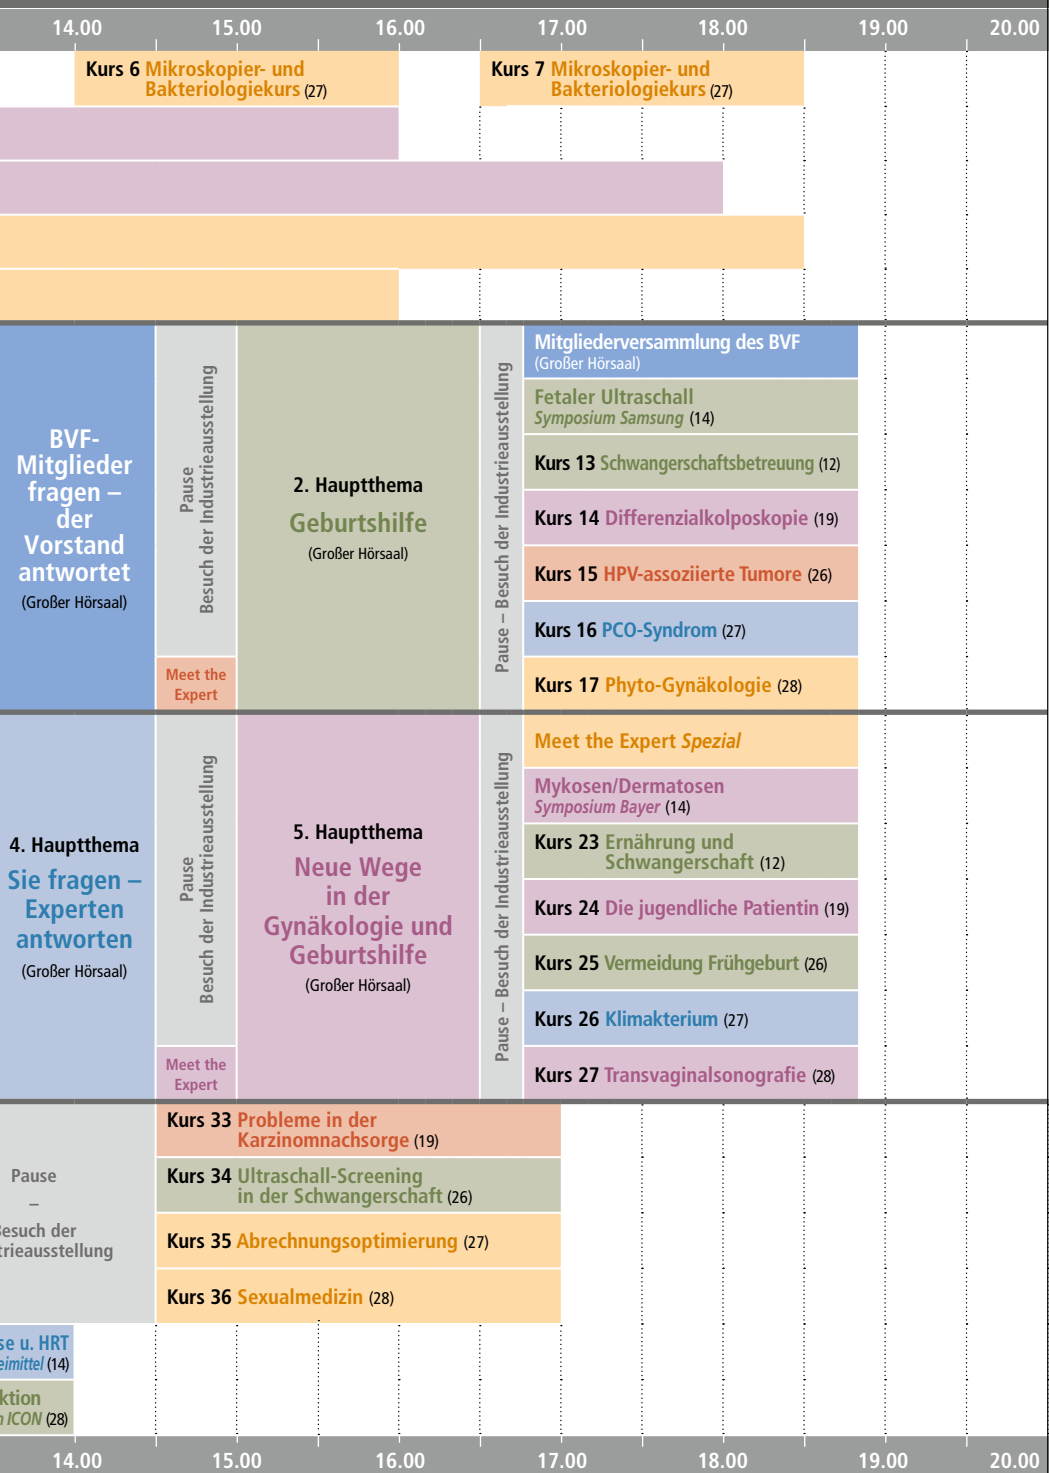 14.00 15.00 16.00 17.00 18.00 19.00 20.00
Kurs 6 Mikroskopier- und
Bakteriologiekurs (27)
Kurs 7 Mikroskopier- und
Bakteriologiekurs (27)
BVF-
Mitglieder
fragen –
der
Vorstand
antwortet
(Großer Hörsaal)
Pause
Besuch der Industrieausstellung
Meet the
Expert
2. Hauptthema
Geburtshilfe
(Großer Hörsaal)
Pause – Besuch der Industrieausstellung
Mitgliederversammlung des BVF
(Großer Hörsaal)
Fetaler Ultraschall
Symposium Samsung (14)
Kurs 13 Schwangerschaftsbetreuung (12)
Kurs 14 Differenzialkolposkopie (19)
Kurs 15 HPV-assoziierte Tumore (26)
Kurs 16 PCO-Syndrom (27)
Kurs 17 Phyto-Gynäkologie (28)
4. Hauptthema
Sie fragen –
Experten
antworten
(Großer Hörsaal)
Pause
Besuch der Industrieausstellung
Meet the
Expert
5. Hauptthema
Neue Wege
in der
Gynäkologie und
Geburtshilfe
(Großer Hörsaal)
Pause – Besuch der Industrieausstellung
Meet the Expert Spezial
Mykosen/Dermatosen
Symposium Bayer (14)
Kurs 23 Ernährung und
Schwangerschaft (12)
Kurs 24 Die jugendliche Patientin (19)
Kurs 25 Vermeidung Frühgeburt (26)
Kurs 26 Klimakterium (27)
Kurs 27 Transvaginalsonografie (28)
Pause
–
esuch der
trieausstellung
Kurs 33 Probleme in der
Karzinomnachsorge (19)
Kurs 34 Ultraschall-Screening
in der Schwangerschaft (26)
Kurs 35 Abrechnungsoptimierung (27)
Kurs 36 Sexualmedizin (28)
se u. HRT
eimittel (14)
ktion
n ICON (28)
14.00 15.00 16.00 17.00 18.00 19.00 20.00